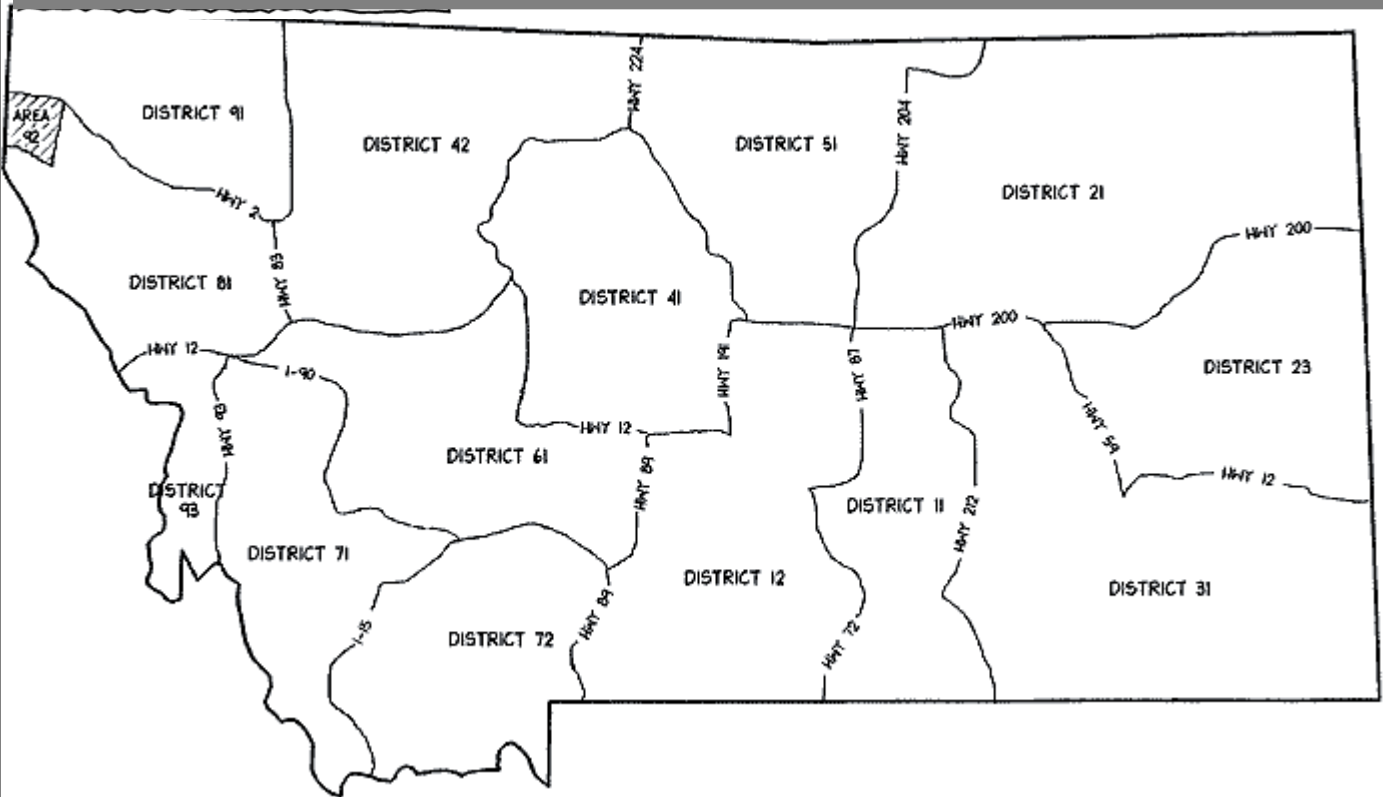 HWY 224
DISTRICT 91
AREA
92
DISTRICT 42
DISTRICT 51
HWY 204
DISTRICT 21
HWY 2
HWY 200
HWY 83
DISTRICT 81
DISTRICT 41
HWY 200
HWY 12
I-90
HWY 191
HWY 87
DISTRICT 23
HWY 93
HWY 12
HWY 59
DISTRICT 61
HWY 89
HWY 12
DISTRICT
93
DISTRICT 11
HWY 212
DISTRICT 71
DISTRICT 12
DISTRICT 31
HWY 89
I-15
DISTRICT 72
HWY 72